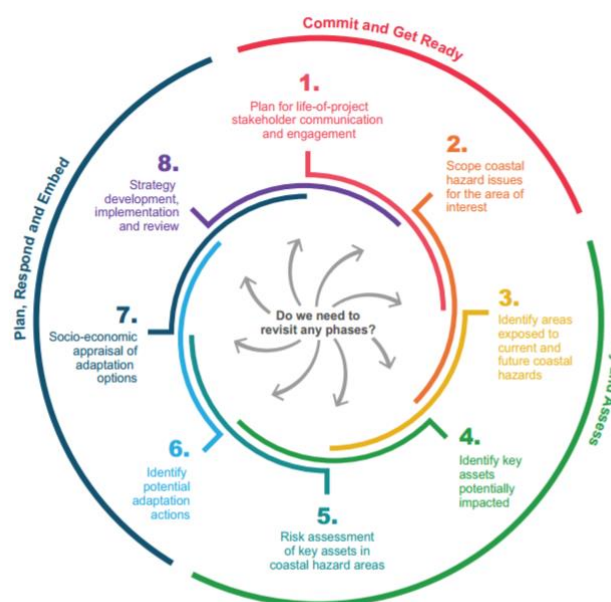 Commit and Get Ready
1.
Plan for life-of-project
stakeholder communication
and engagement
2.
Scope coastal
hazard issues
for the area of
interest
3.
Identify areas
exposed to
current and
future coastal
hazards
and Assess
4.
Identify key
assets
potentially
impacted
5.
Risk assessment
of key assets in
coastal hazard areas
6.
Identify
potential
adaptation
actions
7.
Socio-economic
appraisal of
adaptation
options
8.
Strategy
development,
implementation
and review
Plan, Respond and Embed
Do we need to
revisit any phases?